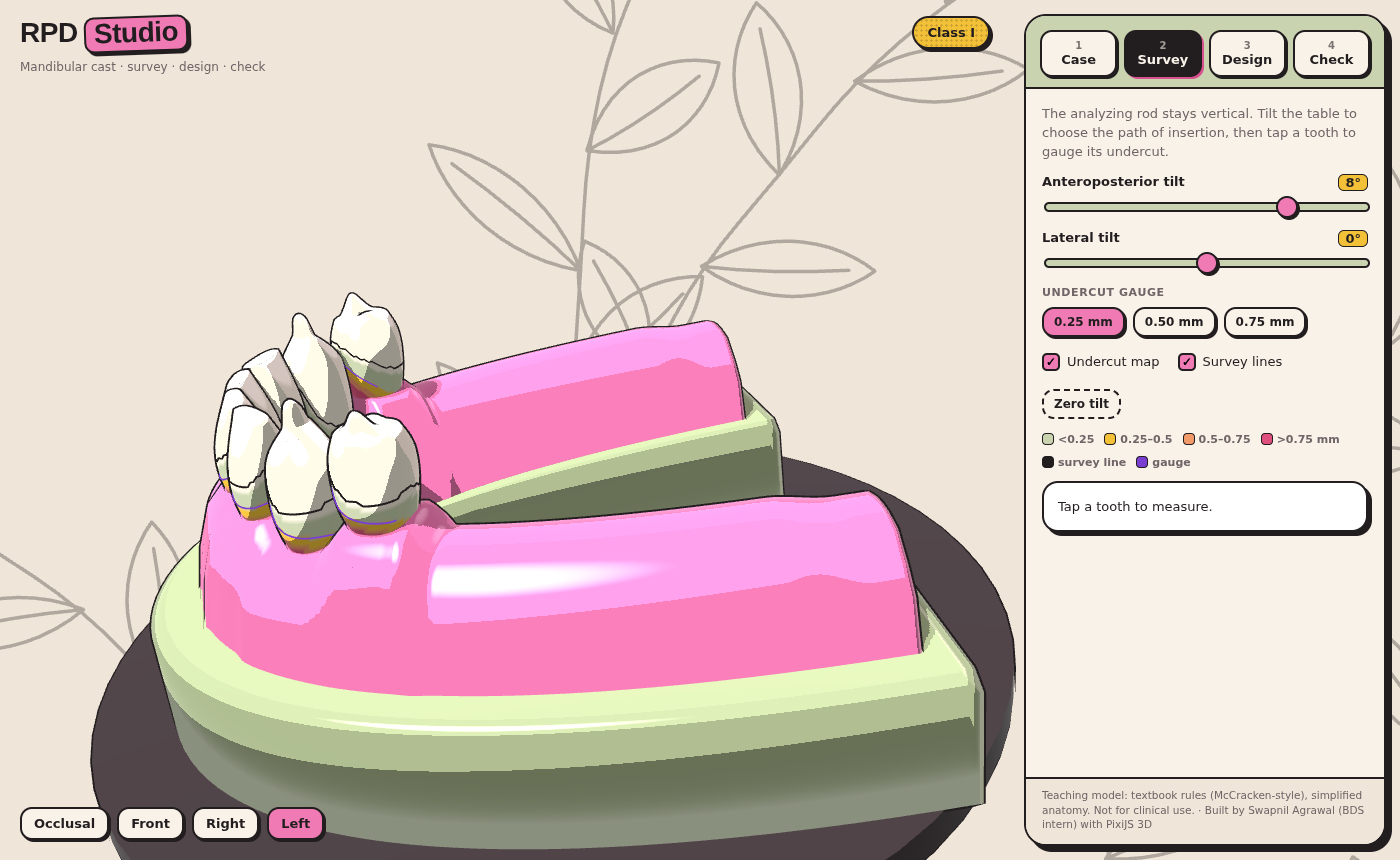 RPD Studio
Mandibular cast · survey · design · check
Class I
1
Case
2
Survey
3
Design
4
Check
The analyzing rod stays vertical. Tilt the table to
choose the path of insertion, then tap a tooth to
gauge its undercut.
Anteroposterior tilt 8°
Lateral tilt 0°
UNDERCUT GAUGE
0.25 mm 0.50 mm 0.75 mm
Undercut map Survey lines
Zero tilt
<0.25 0.25–0.5 0.5–0.75 >0.75 mm
survey line gauge
Tap a tooth to measure.
Teaching model: textbook rules (McCracken-style), simplified
anatomy. Not for clinical use. · Built by Swapnil Agrawal (BDS
intern) with PixiJS 3D
Occlusal Front Right Left